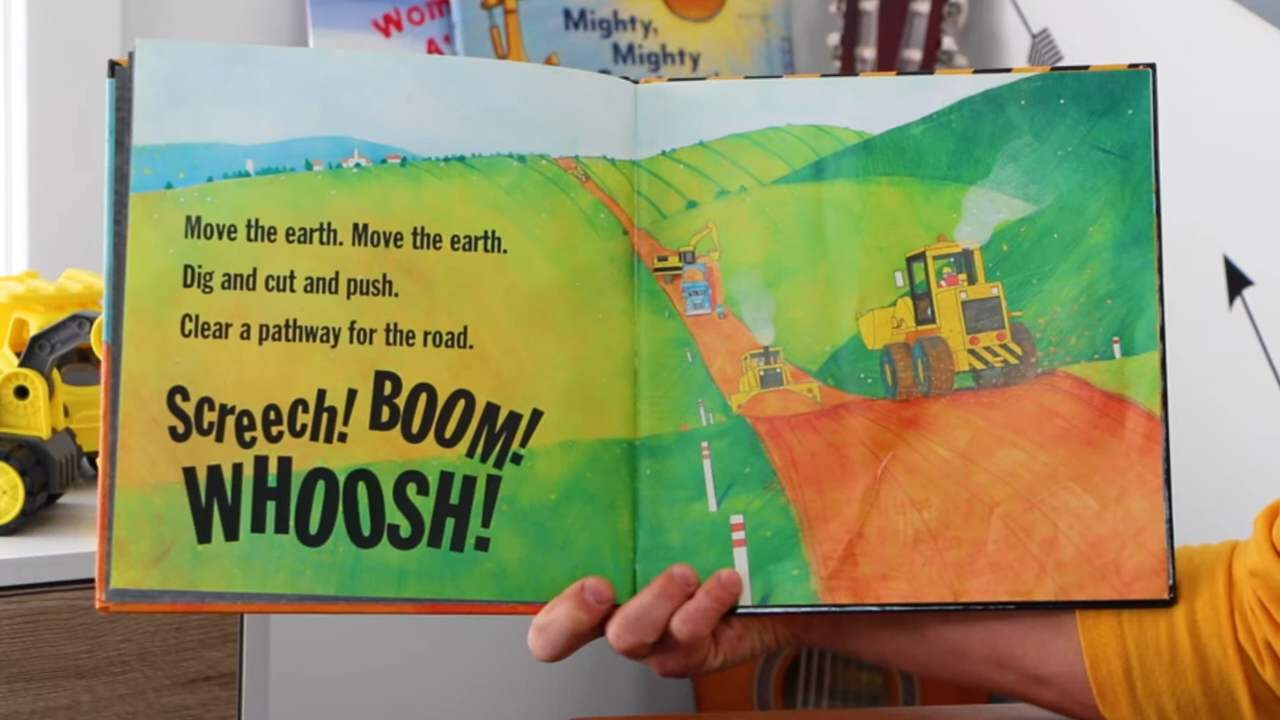 Mighty,
Mighty
Move the earth. Move the earth.
Dig and cut and push.
Clear a pathway for the road.
Screech! BOOM!
WHOOSH!